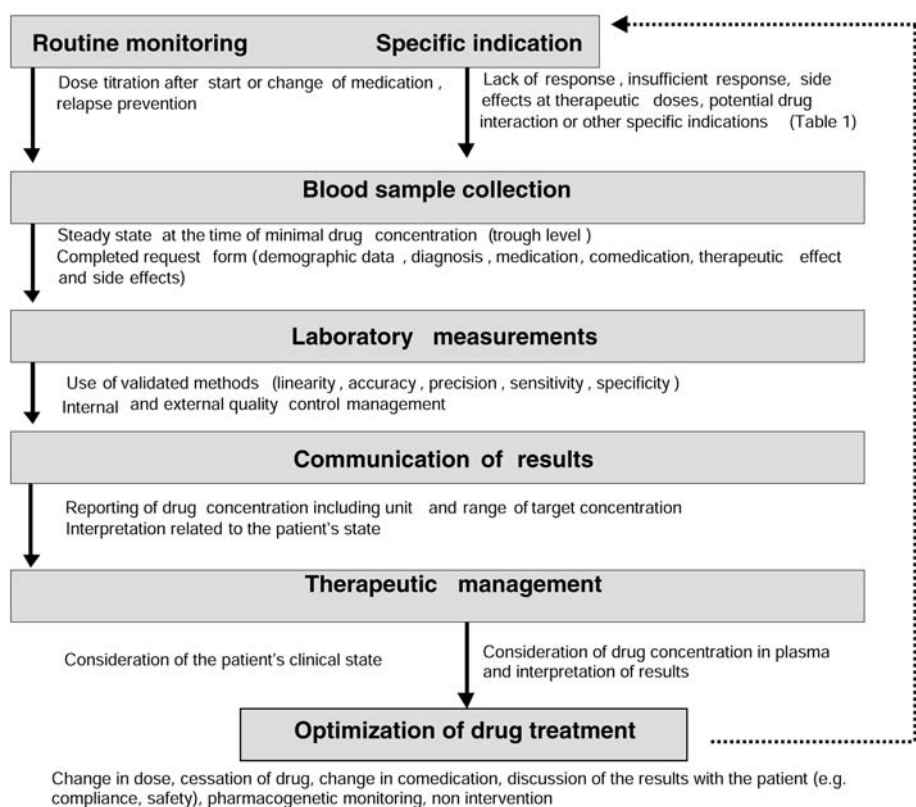 Routine monitoring Specific indication
Dose titration after start or change of medication ,
relapse prevention
Lack of response , insufficient response, side
effects at therapeutic doses, potential drug
interaction or other specific indications (Table 1)
Blood sample collection
Steady state at the time of minimal drug concentration (trough level )
Completed request form (demographic data , diagnosis , medication , comedication, therapeutic effect
and side effects)
Laboratory measurements
Use of validated methods (linearity , accuracy , precision , sensitivity , specificity )
Internal and external quality control management
Communication of results
Reporting of drug concentration including unit and range of target concentration
Interpretation related to the patient's state
Therapeutic management
Consideration of the patient's clinical state
Consideration of drug concentration in plasma
and interpretation of results
Optimization of drug treatment
Change in dose, cessation of drug, change in comedication, discussion of the results with the patient (e.g.
compliance, safety), pharmacogenetic monitoring, non intervention